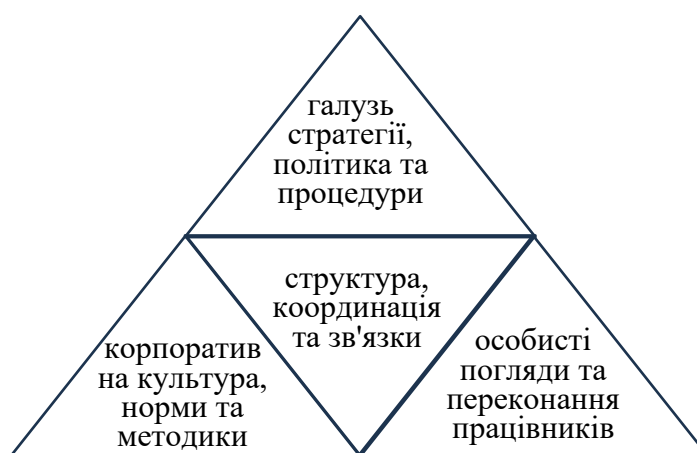 галузь
стратегії,
політика та
процедури
структура,
координація
та зв'язки
корпоратив
на культура,
норми та
методики
особисті
погляди та
переконання
працівників